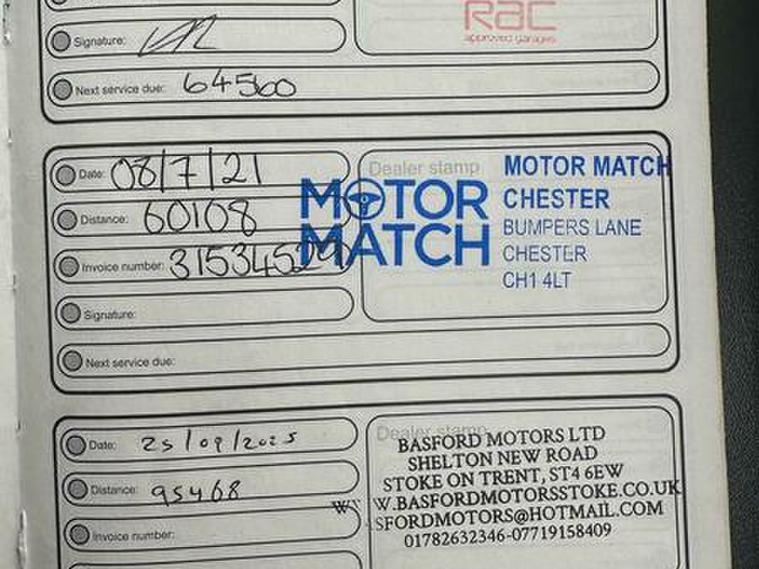 RAC
approved garages
Signature:
Next service due: 64560
Date: 08/7/21
Distance: 60108
Invoice number: 31534529
Signature:
Next service due:
Dealer stamp
MOTOR MATCH
MOTOR MATCH
CHESTER
BUMPERS LANE
CHESTER
CH1 4LT
Date: 25/09/2025
Distance: 95468
Invoice number:
Dealer stamp
BASFORD MOTORS LTD
SHELTON NEW ROAD
STOKE ON TRENT, ST4 6EW
W.BASFORDMOTORSSTOKE.CO.UK
ASFORDMOTORS@HOTMAIL.COM
01782632346-07719158409